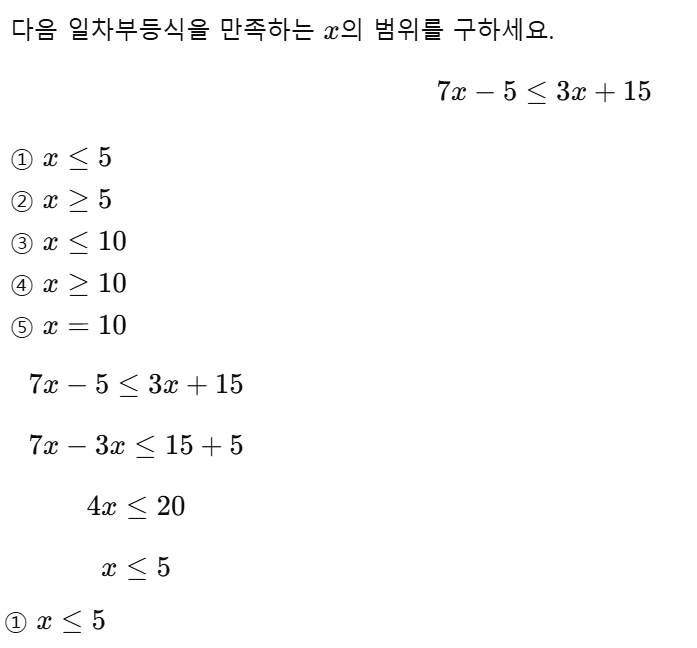 다음 일차부등식을 만족하는 x의 범위를 구하세요.
7x − 5 ≤ 3x + 15
① x ≤ 5
② x ≥ 5
③ x ≤ 10
④ x ≥ 10
⑤ x = 10
7x − 5 ≤ 3x + 15
7x − 3x ≤ 15 + 5
4x ≤ 20
x ≤ 5
① x ≤ 5